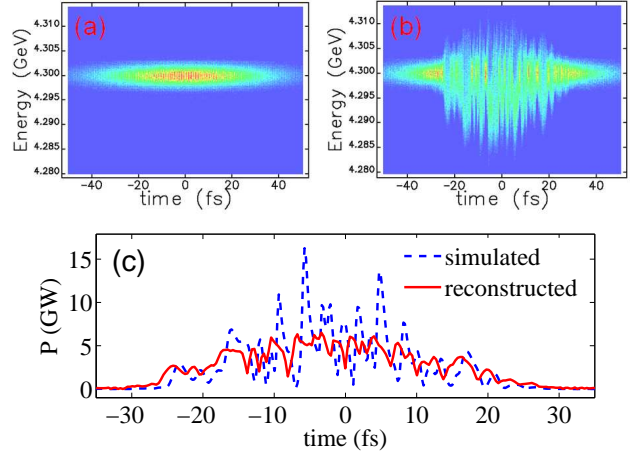 (a)
Energy (GeV)
4.310
4.305
4.300
4.295
4.290
4.285
4.280
−40 −20 0 20 40
time (fs)
(b)
Energy (GeV)
4.310
4.305
4.300
4.295
4.290
4.285
4.280
−40 −20 0 20 40
time (fs)
(c)
simulated
reconstructed
P (GW)
15
10
5
0
−30 −20 −10 0 10 20 30
time (fs)